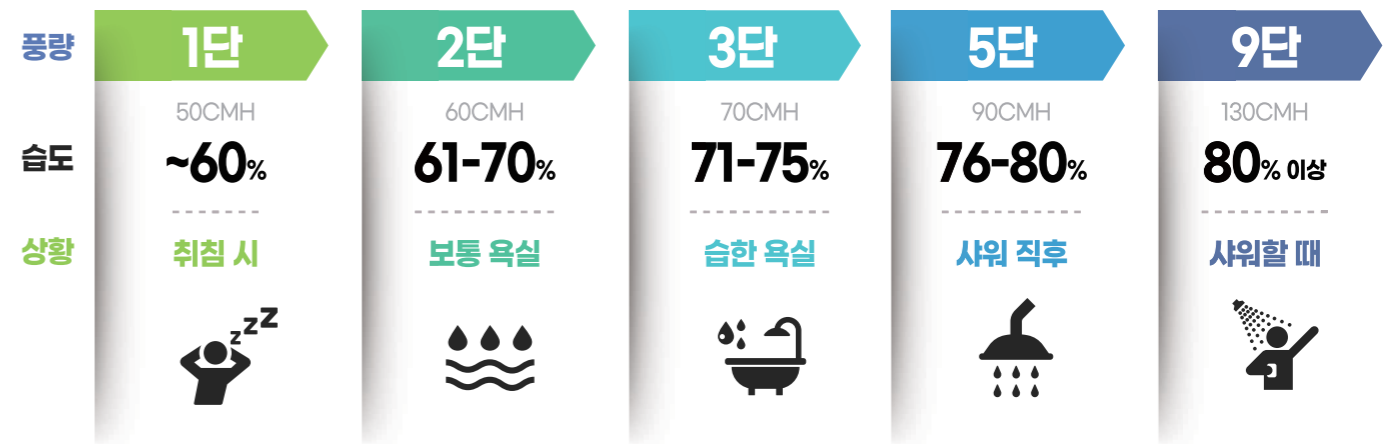 풍량 1단 2단 3단 5단 9단
50CMH 60CMH 70CMH 90CMH 130CMH
습도 ~60% 61-70% 71-75% 76-80% 80% 이상
상황 취침 시 보통 욕실 습한 욕실 샤워 직후 샤워할 때
z z z